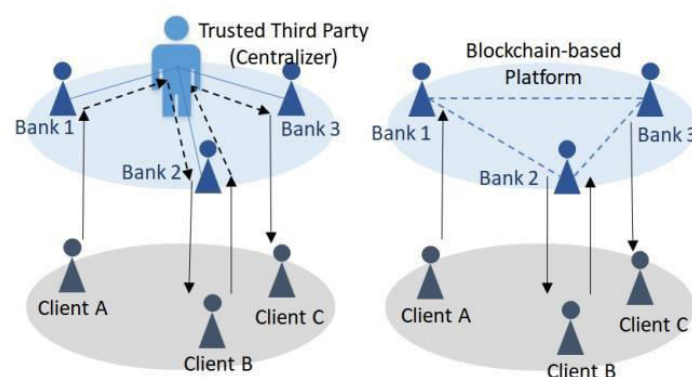 Trusted Third Party
(Centralizer)
Bank 1
Bank 3
Bank 2
Client A
Client C
Client B
Blockchain-based
Platform
Bank 1
Bank 3
Bank 2
Client A
Client C
Client B